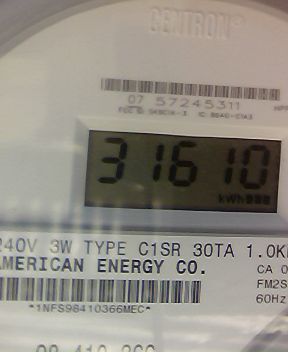 CENTRON®
07 57245311
31610
kWh
240V 3W TYPE C1SR 30TA 1.0K
AMERICAN ENERGY CO.
CA 0
FM2S
60Hz
*1NFS98410366MEC*